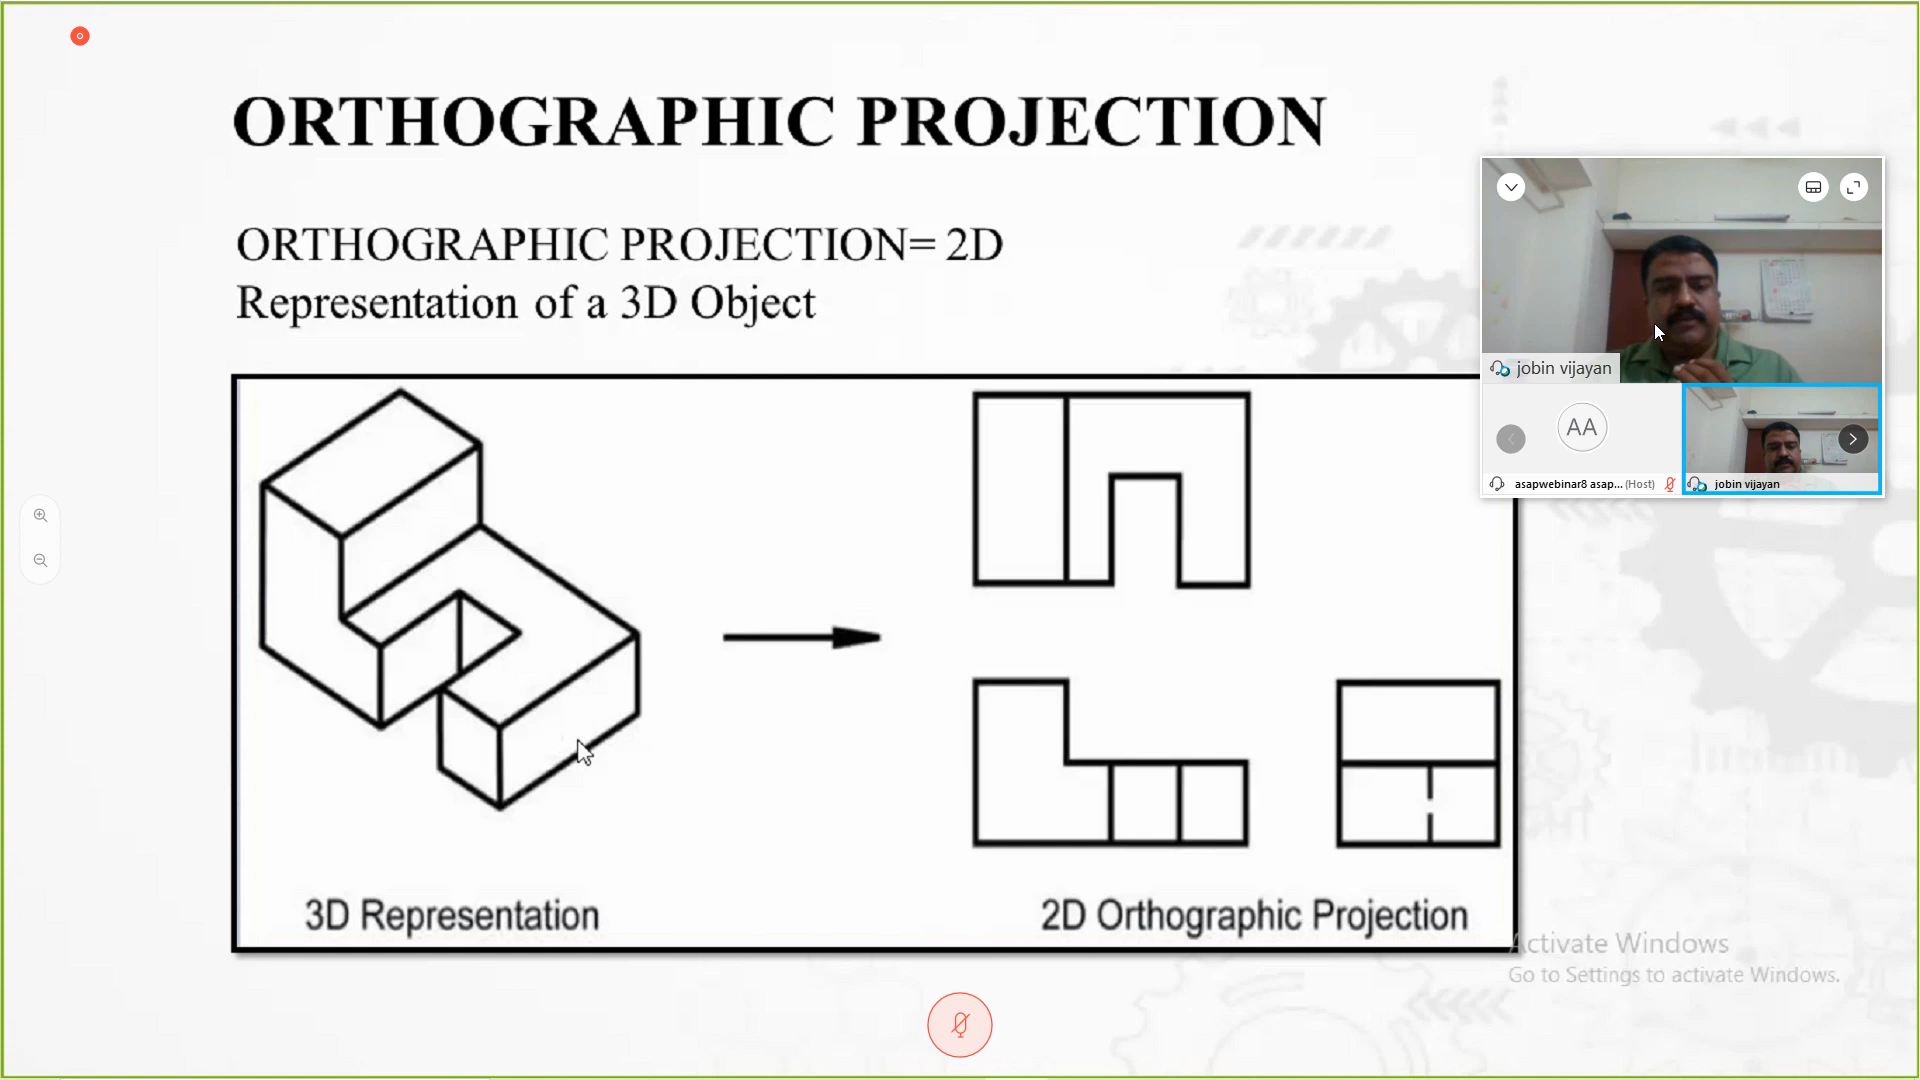 ORTHOGRAPHIC PROJECTION
ORTHOGRAPHIC PROJECTION= 2D
Representation of a 3D Object
jobin vijayan
AA
asapwebinar8 asap... (Host)
jobin vijayan
3D Representation
2D Orthographic Projection
Activate Windows
Go to Settings to activate Windows.